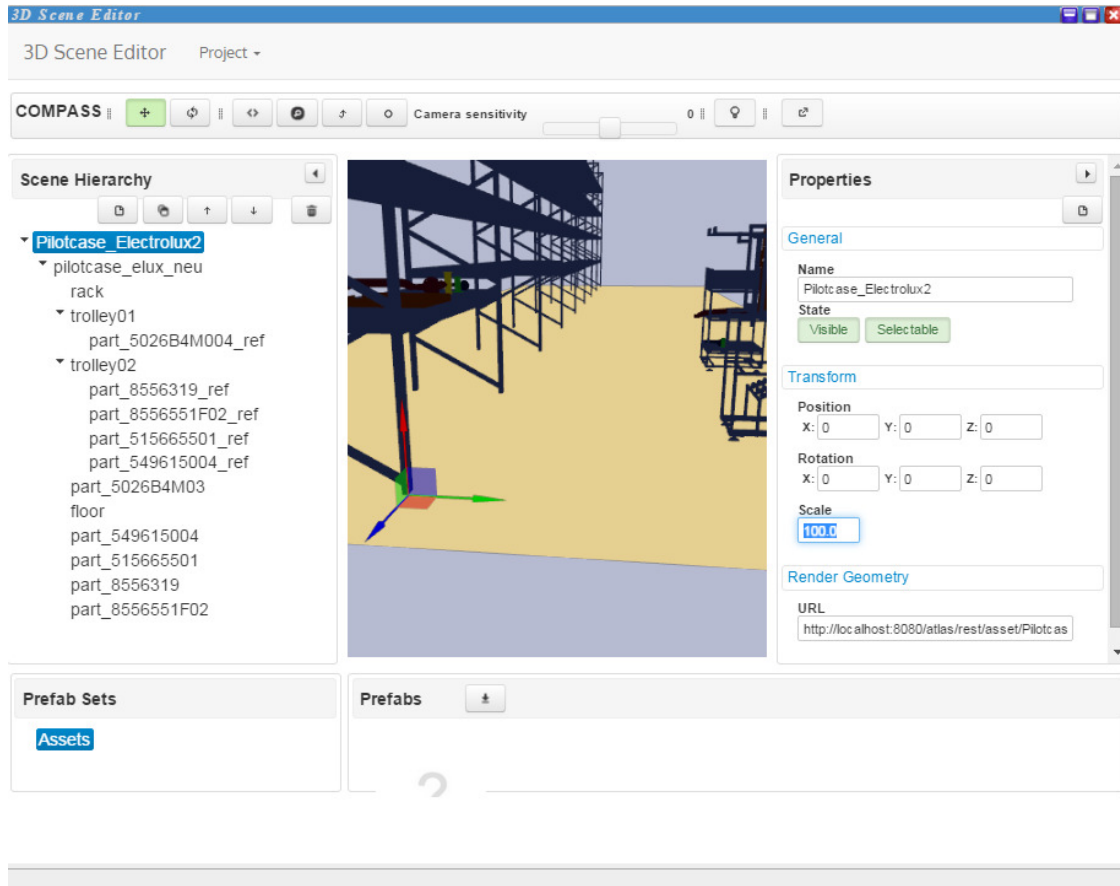 3D Scene Editor
3D Scene Editor Project
COMPASS Camera sensitivity 0
Scene Hierarchy
Pilotcase_Electrolux2
pilotcase_elux_neu
rack
trolley01
part_5026B4M004_ref
trolley02
part_8556319_ref
part_8556551F02_ref
part_515665501_ref
part_549615004_ref
part_5026B4M03
floor
part_549615004
part_515665501
part_8556319
part_8556551F02
Properties
General
Name
Pilotcase_Electrolux2
State
Visible Selectable
Transform
Position
X: 0 Y: 0 Z: 0
Rotation
X: 0 Y: 0 Z: 0
Scale
100.0
Render Geometry
URL
http://localhost:8080/atlas/rest/asset/Pilotcas
Prefab Sets
Assets
Prefabs
?